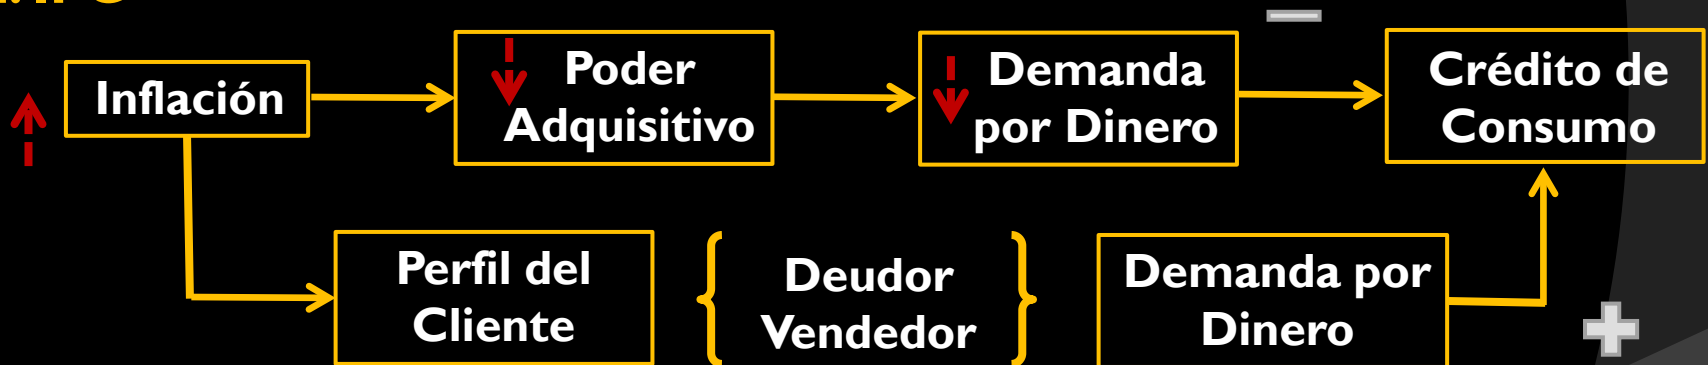 Inflación
Poder
Adquisitivo
Demanda
por Dinero
Crédito de
Consumo
Perfil del
Cliente
Deudor
Vendedor
Demanda por
Dinero